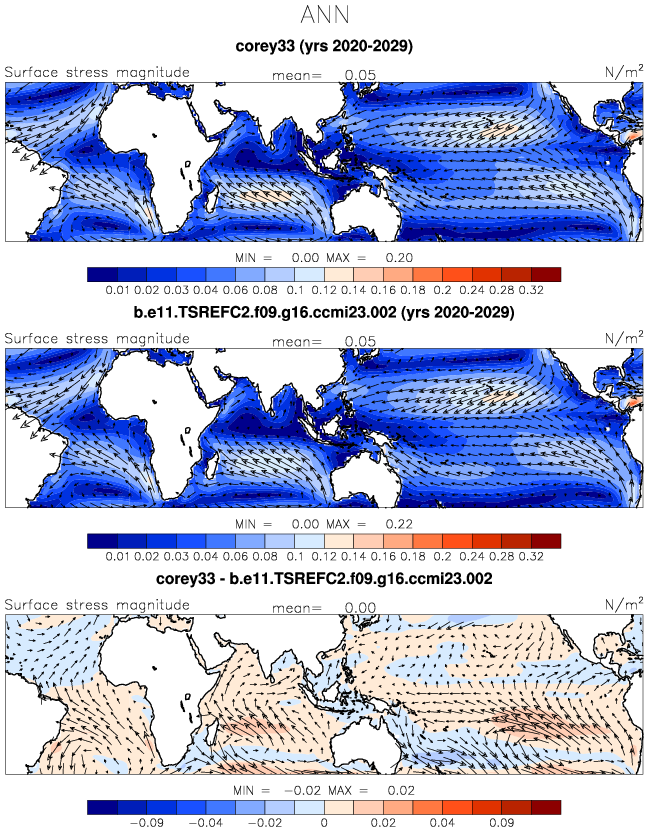 ANN
corey33 (yrs 2020-2029)
Surface stress magnitude mean= 0.05 N/m²
MIN = 0.00 MAX = 0.20
0.01 0.02 0.03 0.04 0.06 0.08 0.1 0.12 0.14 0.16 0.18 0.2 0.24 0.28 0.32
b.e11.TSREFC2.f09.g16.ccmi23.002 (yrs 2020-2029)
Surface stress magnitude mean= 0.05 N/m²
MIN = 0.00 MAX = 0.22
0.01 0.02 0.03 0.04 0.06 0.08 0.1 0.12 0.14 0.16 0.18 0.2 0.24 0.28 0.32
corey33 - b.e11.TSREFC2.f09.g16.ccmi23.002
Surface stress magnitude mean= 0.00 N/m²
MIN = −0.02 MAX = 0.02
−0.09 −0.04 −0.02 0 0.02 0.04 0.09